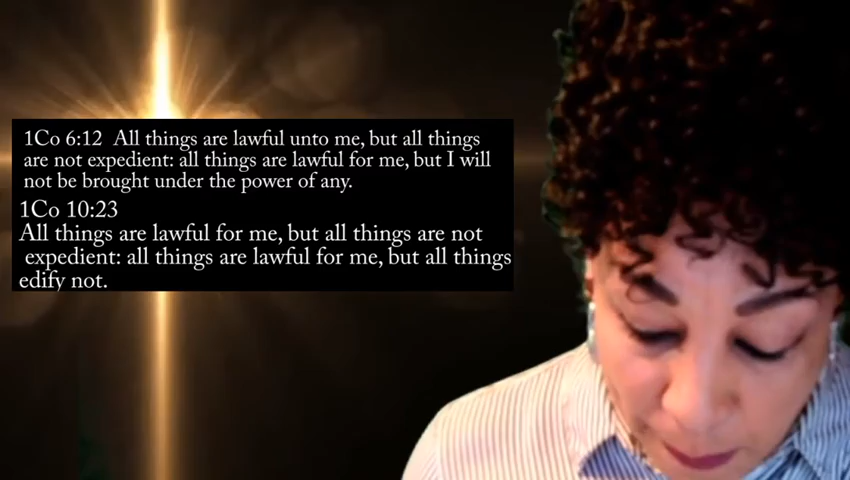 1Co 6:12 All things are lawful unto me, but all things
are not expedient: all things are lawful for me, but I will
not be brought under the power of any.
1Co 10:23
All things are lawful for me, but all things are not
expedient: all things are lawful for me, but all things
edify not.